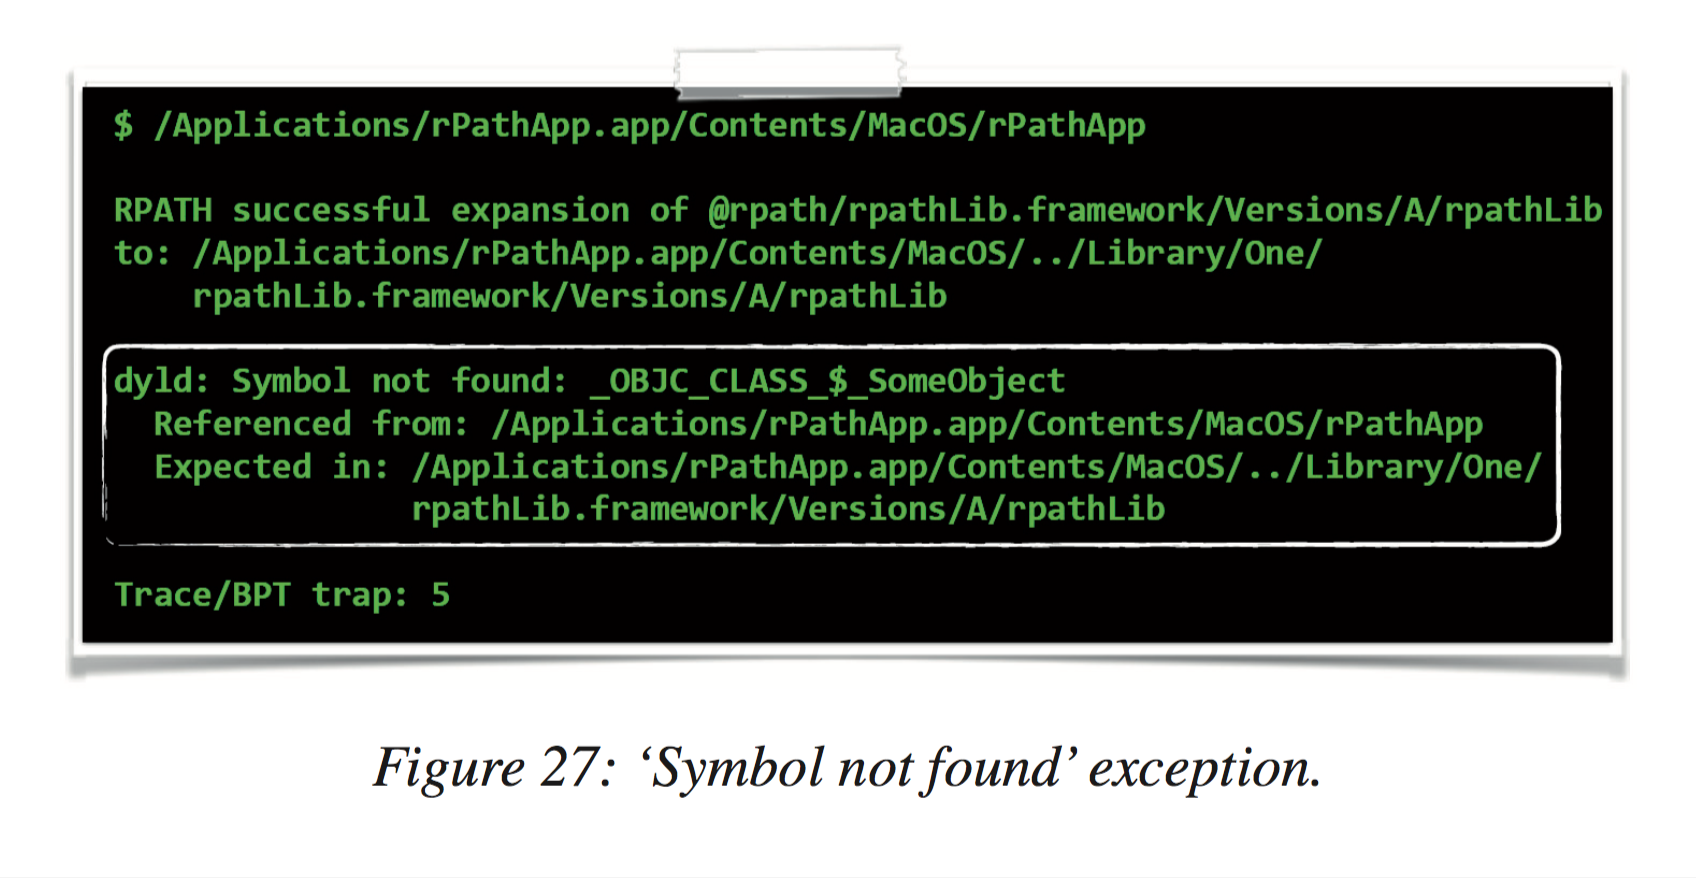 $ /Applications/rPathApp.app/Contents/MacOS/rPathApp
RPATH successful expansion of @rpath/rpathLib.framework/Versions/A/rpathLib
to: /Applications/rPathApp.app/Contents/MacOS/../Library/One/
rpathLib.framework/Versions/A/rpathLib
dyld: Symbol not found: _OBJC_CLASS_$_SomeObject
Referenced from: /Applications/rPathApp.app/Contents/MacOS/rPathApp
Expected in: /Applications/rPathApp.app/Contents/MacOS/../Library/One/
rpathLib.framework/Versions/A/rpathLib
Trace/BPT trap: 5
Figure 27: ‘Symbol not found’ exception.